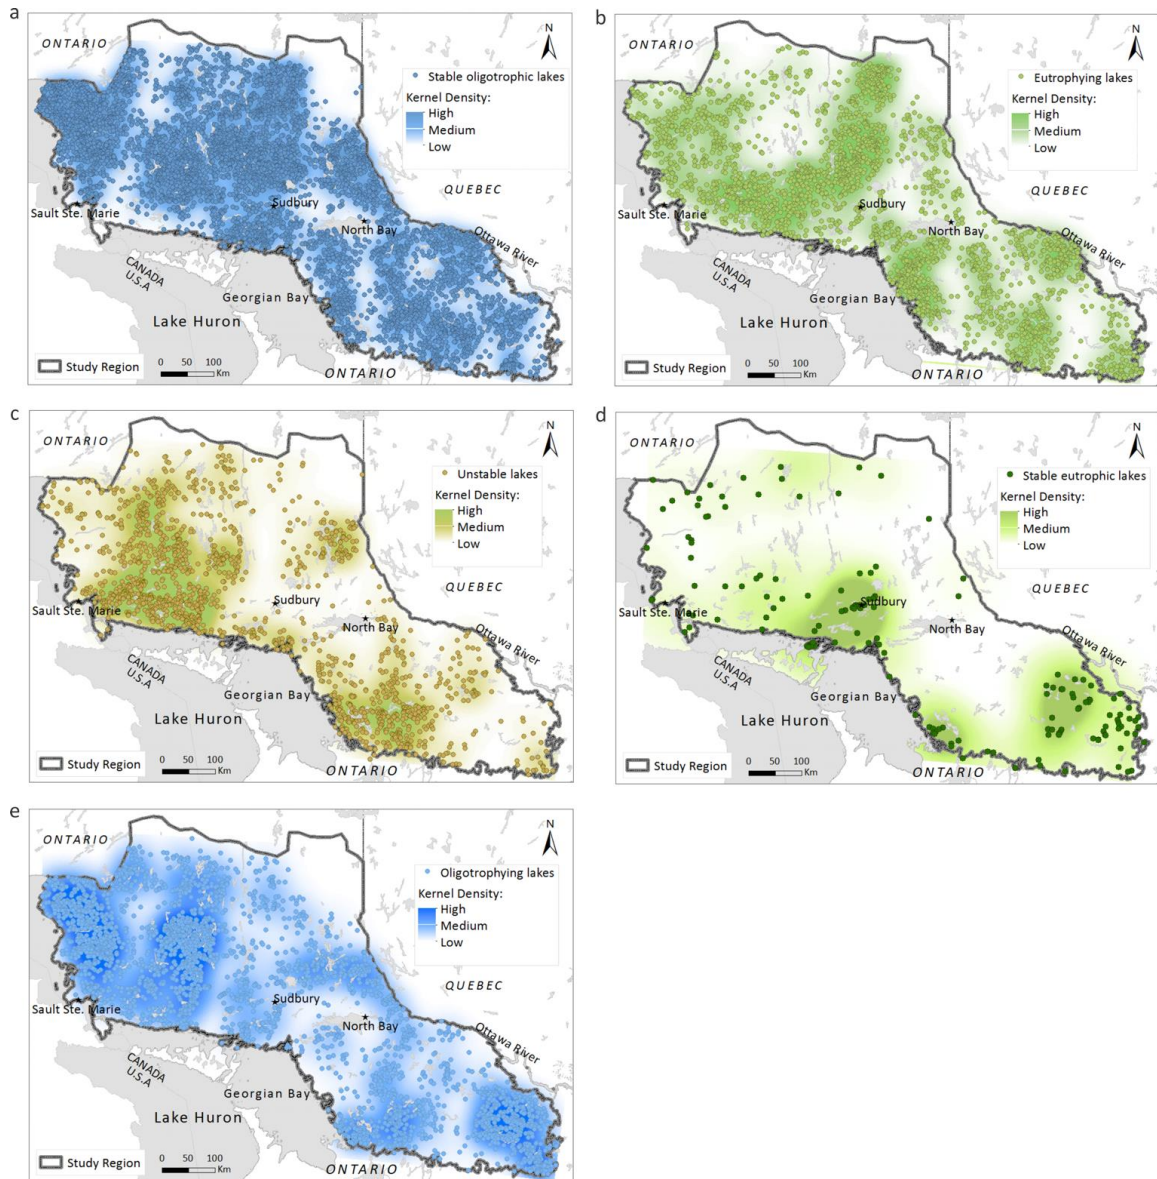 a
ONTARIO
N
Stable oligotrophic lakes
Kernel Density:
High
Medium
Low
QUEBEC
Sault Ste. Marie
Sudbury
North Bay
Ottawa River
CANADA
U.S.A
Georgian Bay
Lake Huron
Study Region
0 50 100
Km
ONTARIO
b
ONTARIO
N
Eutrophying lakes
Kernel Density:
High
Medium
Low
QUEBEC
Sault Ste. Marie
Sudbury
North Bay
Ottawa River
CANADA
U.S.A
Georgian Bay
Lake Huron
Study Region
0 50 100
Km
ONTARIO
c
ONTARIO
N
Unstable lakes
Kernel Density:
High
Medium
Low
QUEBEC
Sault Ste. Marie
Sudbury
North Bay
Ottawa River
CANADA
U.S.A
Georgian Bay
Lake Huron
Study Region
0 50 100
Km
ONTARIO
d
ONTARIO
N
Stable eutrophic lakes
Kernel Density:
High
Medium
Low
QUEBEC
Sault Ste. Marie
Sudbury
North Bay
Ottawa River
CANADA
U.S.A
Georgian Bay
Lake Huron
Study Region
0 50 100
Km
ONTARIO
e
ONTARIO
N
Oligotrophying lakes
Kernel Density:
High
Medium
Low
QUEBEC
Sault Ste. Marie
Sudbury
North Bay
Ottawa River
CANADA
U.S.A
Georgian Bay
Lake Huron
Study Region
0 50 100
Km
ONTARIO